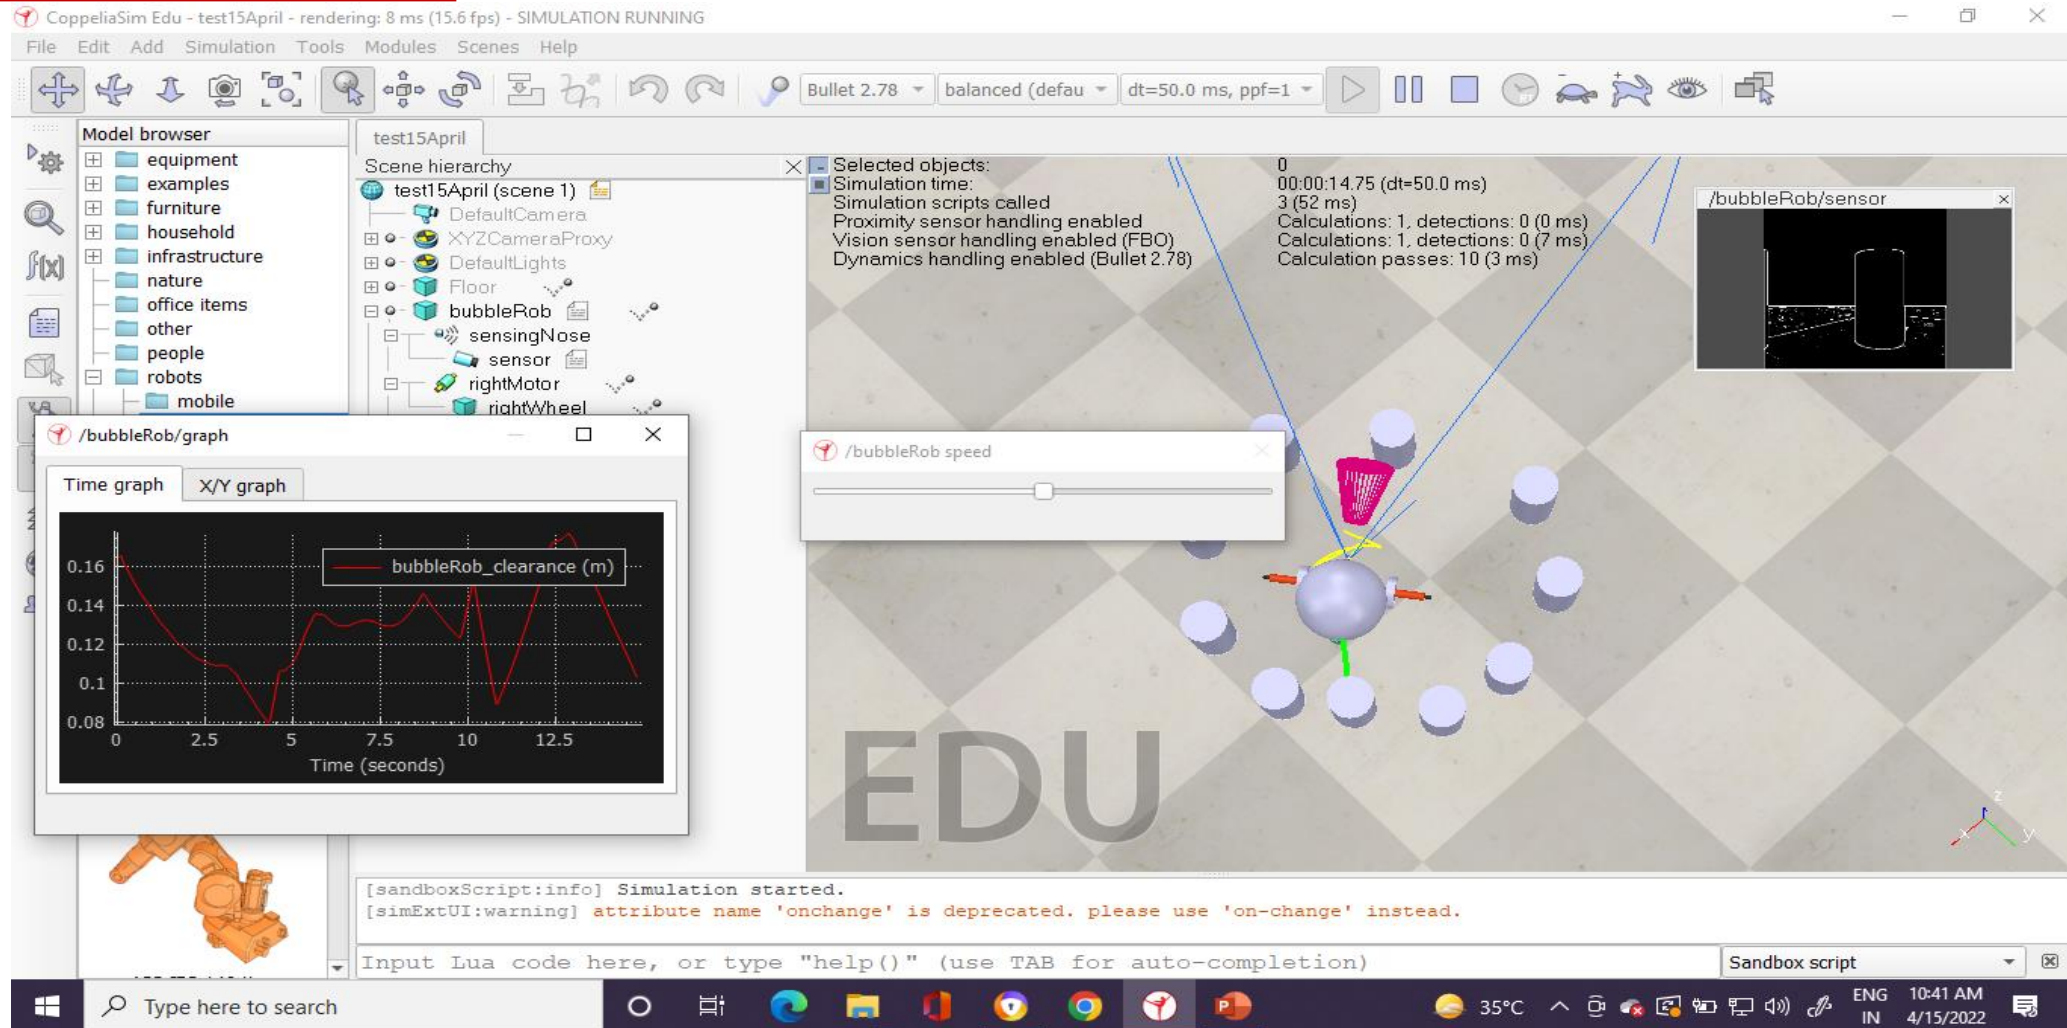 CoppeliaSim Edu - test15April - rendering: 8 ms (15.6 fps) - SIMULATION RUNNING
File Edit Add Simulation Tools Modules Scenes Help
Bullet 2.78 balanced (defau dt=50.0 ms, ppf=1
Model browser
equipment
examples
furniture
household
infrastructure
nature
office items
other
people
robots
mobile
test15April
Scene hierarchy
test15April (scene 1)
DefaultCamera
XYZCameraProxy
DefaultLights
Floor
bubbleRob
sensingNose
sensor
rightMotor
rightWheel
Selected objects: 0
Simulation time: 00:00:14.75 (dt=50.0 ms)
Simulation scripts called 3 (52 ms)
Proximity sensor handling enabled Calculations: 1, detections: 0 (0 ms)
Vision sensor handling enabled (FBO) Calculations: 1, detections: 0 (7 ms)
Dynamics handling enabled (Bullet 2.78) Calculation passes: 10 (3 ms)
/bubbleRob/sensor
/bubbleRob/graph
Time graph X/Y graph
bubbleRob_clearance (m)
0.16
0.14
0.12
0.1
0.08
0 2.5 5 7.5 10 12.5
Time (seconds)
/bubbleRob speed
EDU
z
x
y
[sandboxScript:info] Simulation started.
[simExtUI:warning] attribute name 'onchange' is deprecated. please use 'on-change' instead.
Input Lua code here, or type "help()" (use TAB for auto-completion)
Sandbox script
Type here to search
35°C
ENG
IN
10:41 AM
4/15/2022